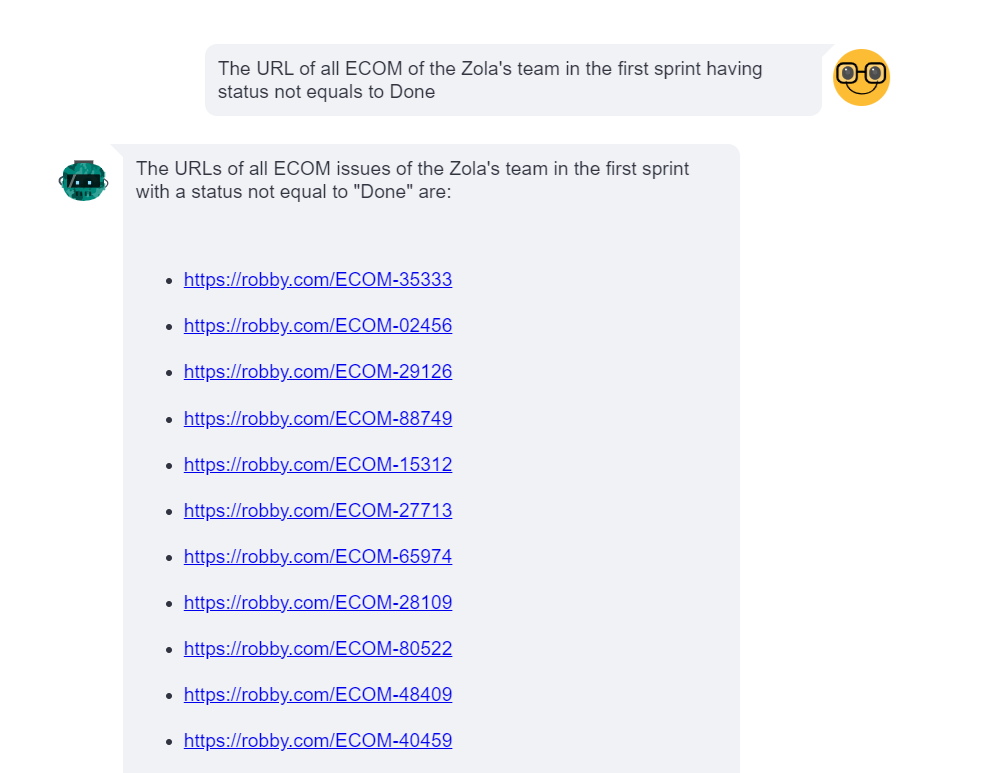 The URL of all ECOM of the Zola's team in the first sprint having
status not equals to Done
The URLs of all ECOM issues of the Zola's team in the first sprint
with a status not equal to "Done" are:
• https://robby.com/ECOM-35333
• https://robby.com/ECOM-02456
• https://robby.com/ECOM-29126
• https://robby.com/ECOM-88749
• https://robby.com/ECOM-15312
• https://robby.com/ECOM-27713
• https://robby.com/ECOM-65974
• https://robby.com/ECOM-28109
• https://robby.com/ECOM-80522
• https://robby.com/ECOM-48409
• https://robby.com/ECOM-40459